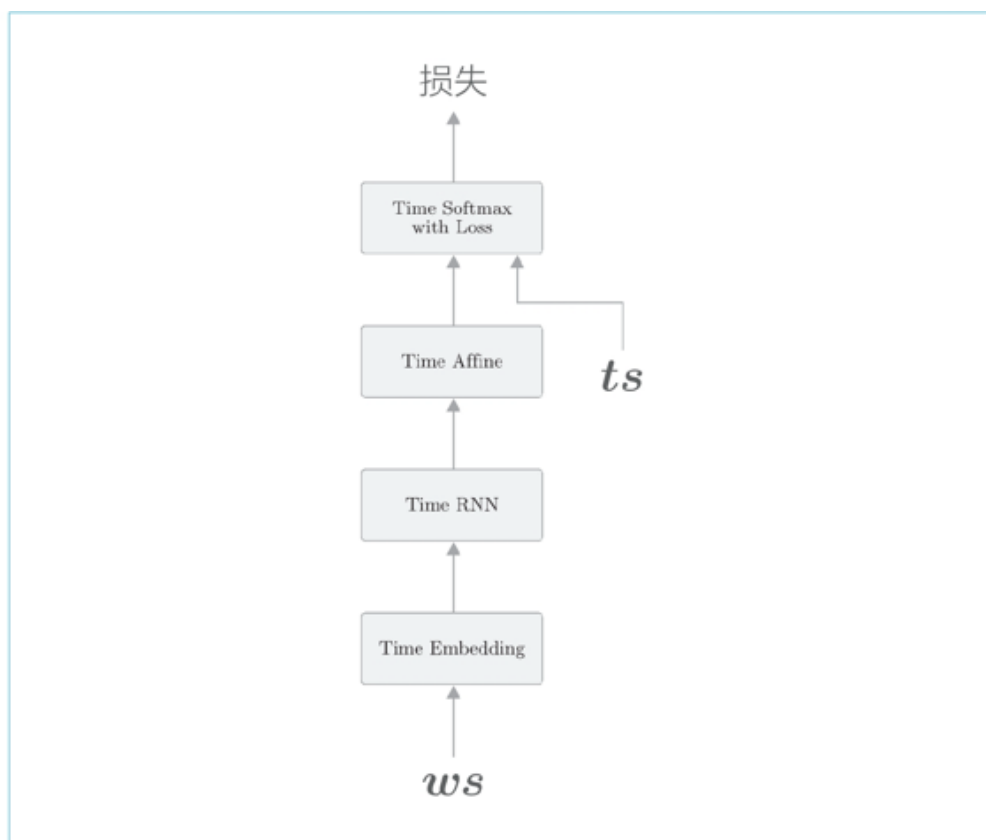 损失
Time Softmax
with Loss
Time Affine
ts
Time RNN
Time Embedding
ws